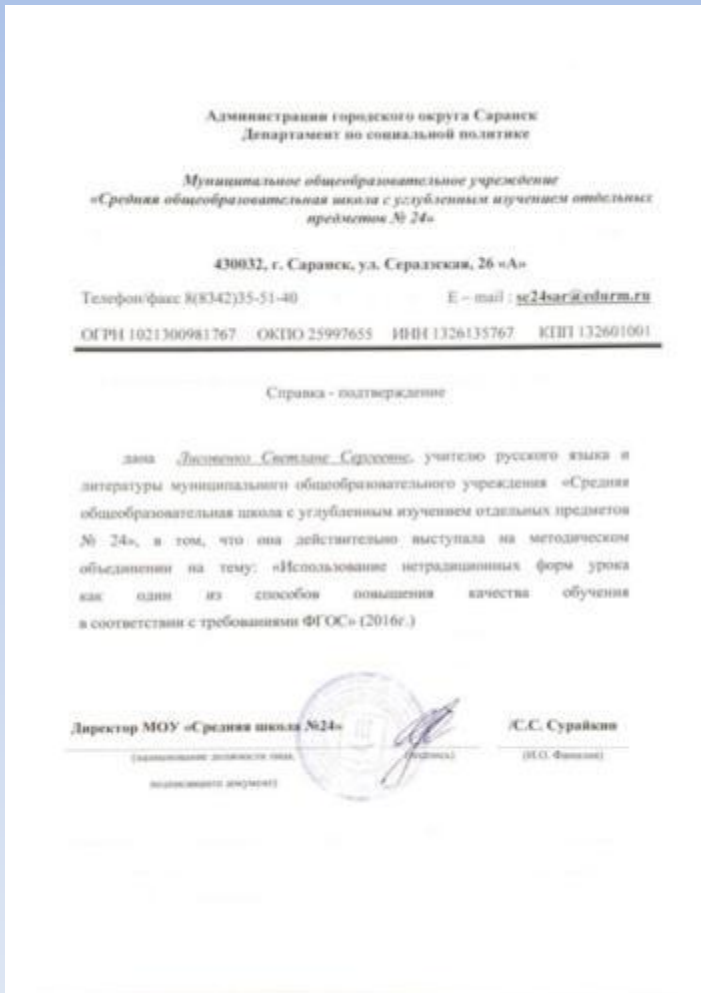 Администрация городского округа Саранск
Департамент по социальной политике
Муниципальное общеобразовательное учреждение
«Средняя общеобразовательная школа с углубленным изучением отдельных
предметов № 24»
430032, г. Саранск, ул. Серадзская, 26 «А»
Телефон/факс 8(8342)35-51-40 E – mail : sc24sar@edurm.ru
ОГРН 1021300981767 ОКПО 25997655 ИНН 1326135767 КПП 132601001
Справка - подтверждение
дана Лисовенко Светлане Сергеевне, учителю русского языка и
литературы муниципального общеобразовательного учреждения «Средняя
общеобразовательная школа с углубленным изучением отдельных предметов
№ 24», в том, что она действительно выступала на методическом
объединении на тему: «Использование нетрадиционных форм урока
как один из способов повышения качества обучения
в соответствии с требованиями ФГОС» (2016г.)
Директор МОУ «Средняя школа №24» /С.С. Сурайкин
(наименование должности лица, (подпись) (И.О. Фамилия)
подписавшего документ)